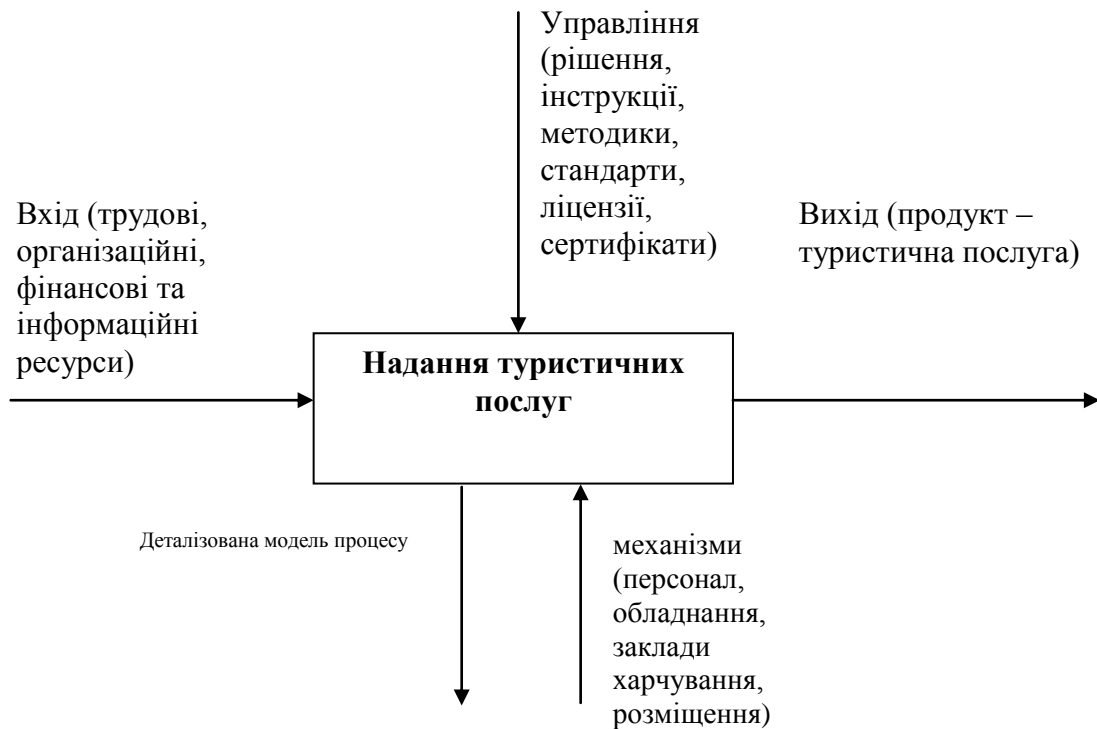 Управління
(рішення,
інструкції,
методики,
стандарти,
ліцензії,
сертифікати)
Вхід (трудові,
організаційні,
фінансові та
інформаційні
ресурси)
Вихід (продукт –
туристична послуга)
Надання туристичних
послуг
Деталізована модель процесу
механізми
(персонал,
обладнання,
заклади
харчування,
розміщення)